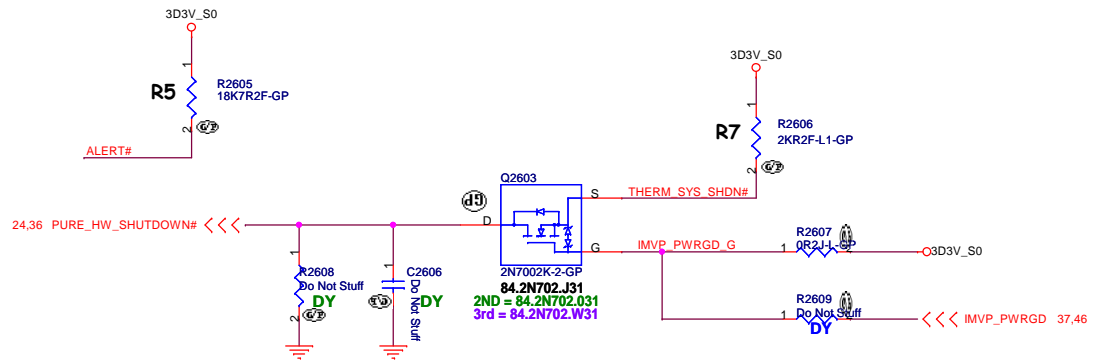 3D3V_S0
1
R5
R2605
18K7R2F-GP
2
ALERT#
3D3V_S0
1
R7
R2606
2KR2F-L1-GP
2
Q2603
S
THERM_SYS_SHDN#
24,36 PURE_HW_SHUTDOWN#
D
G
IMVP_PWRGD_G
1
R2607
0R2J-L-GP
3D3V_S0
2N7002K-2-GP
84.2N702.J31
2ND = 84.2N702.031
3rd = 84.2N702.W31
1
R2608
Do Not Stuff
DY
2
1
C2606
Do Not Stuff
DY
1
R2609
Do Not Stuff
DY
IMVP_PWRGD 37,46